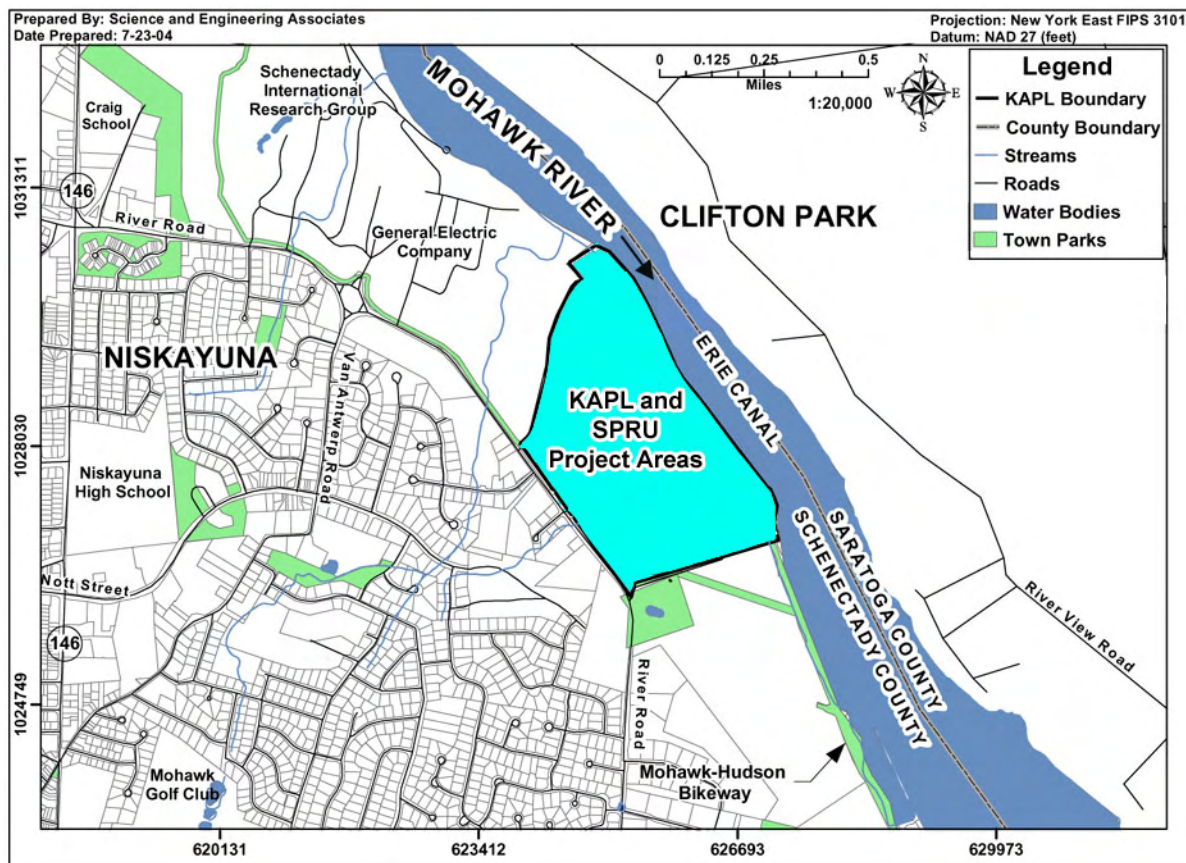 Prepared By: Science and Engineering Associates
Date Prepared: 7-23-04
Projection: New York East FIPS 3101
Datum: NAD 27 (feet)
0 0.125 0.25 0.5
Miles
1:20,000
N
W E
S
Legend
KAPL Boundary
County Boundary
Streams
Roads
Water Bodies
Town Parks
Schenectady
International
Research Group
Craig
School
MOHAWK RIVER
CLIFTON PARK
146
River Road
General Electric
Company
NISKAYUNA
Van Antwerp Road
ERIE CANAL
KAPL and
SPRU
Project Areas
Niskayuna
High School
Nott Street
146
SARATOGA COUNTY
SCHENECTADY COUNTY
River View Road
River Road
Mohawk-Hudson
Bikeway
Mohawk
Golf Club
1031311
1028030
1024749
620131
623412
626693
629973